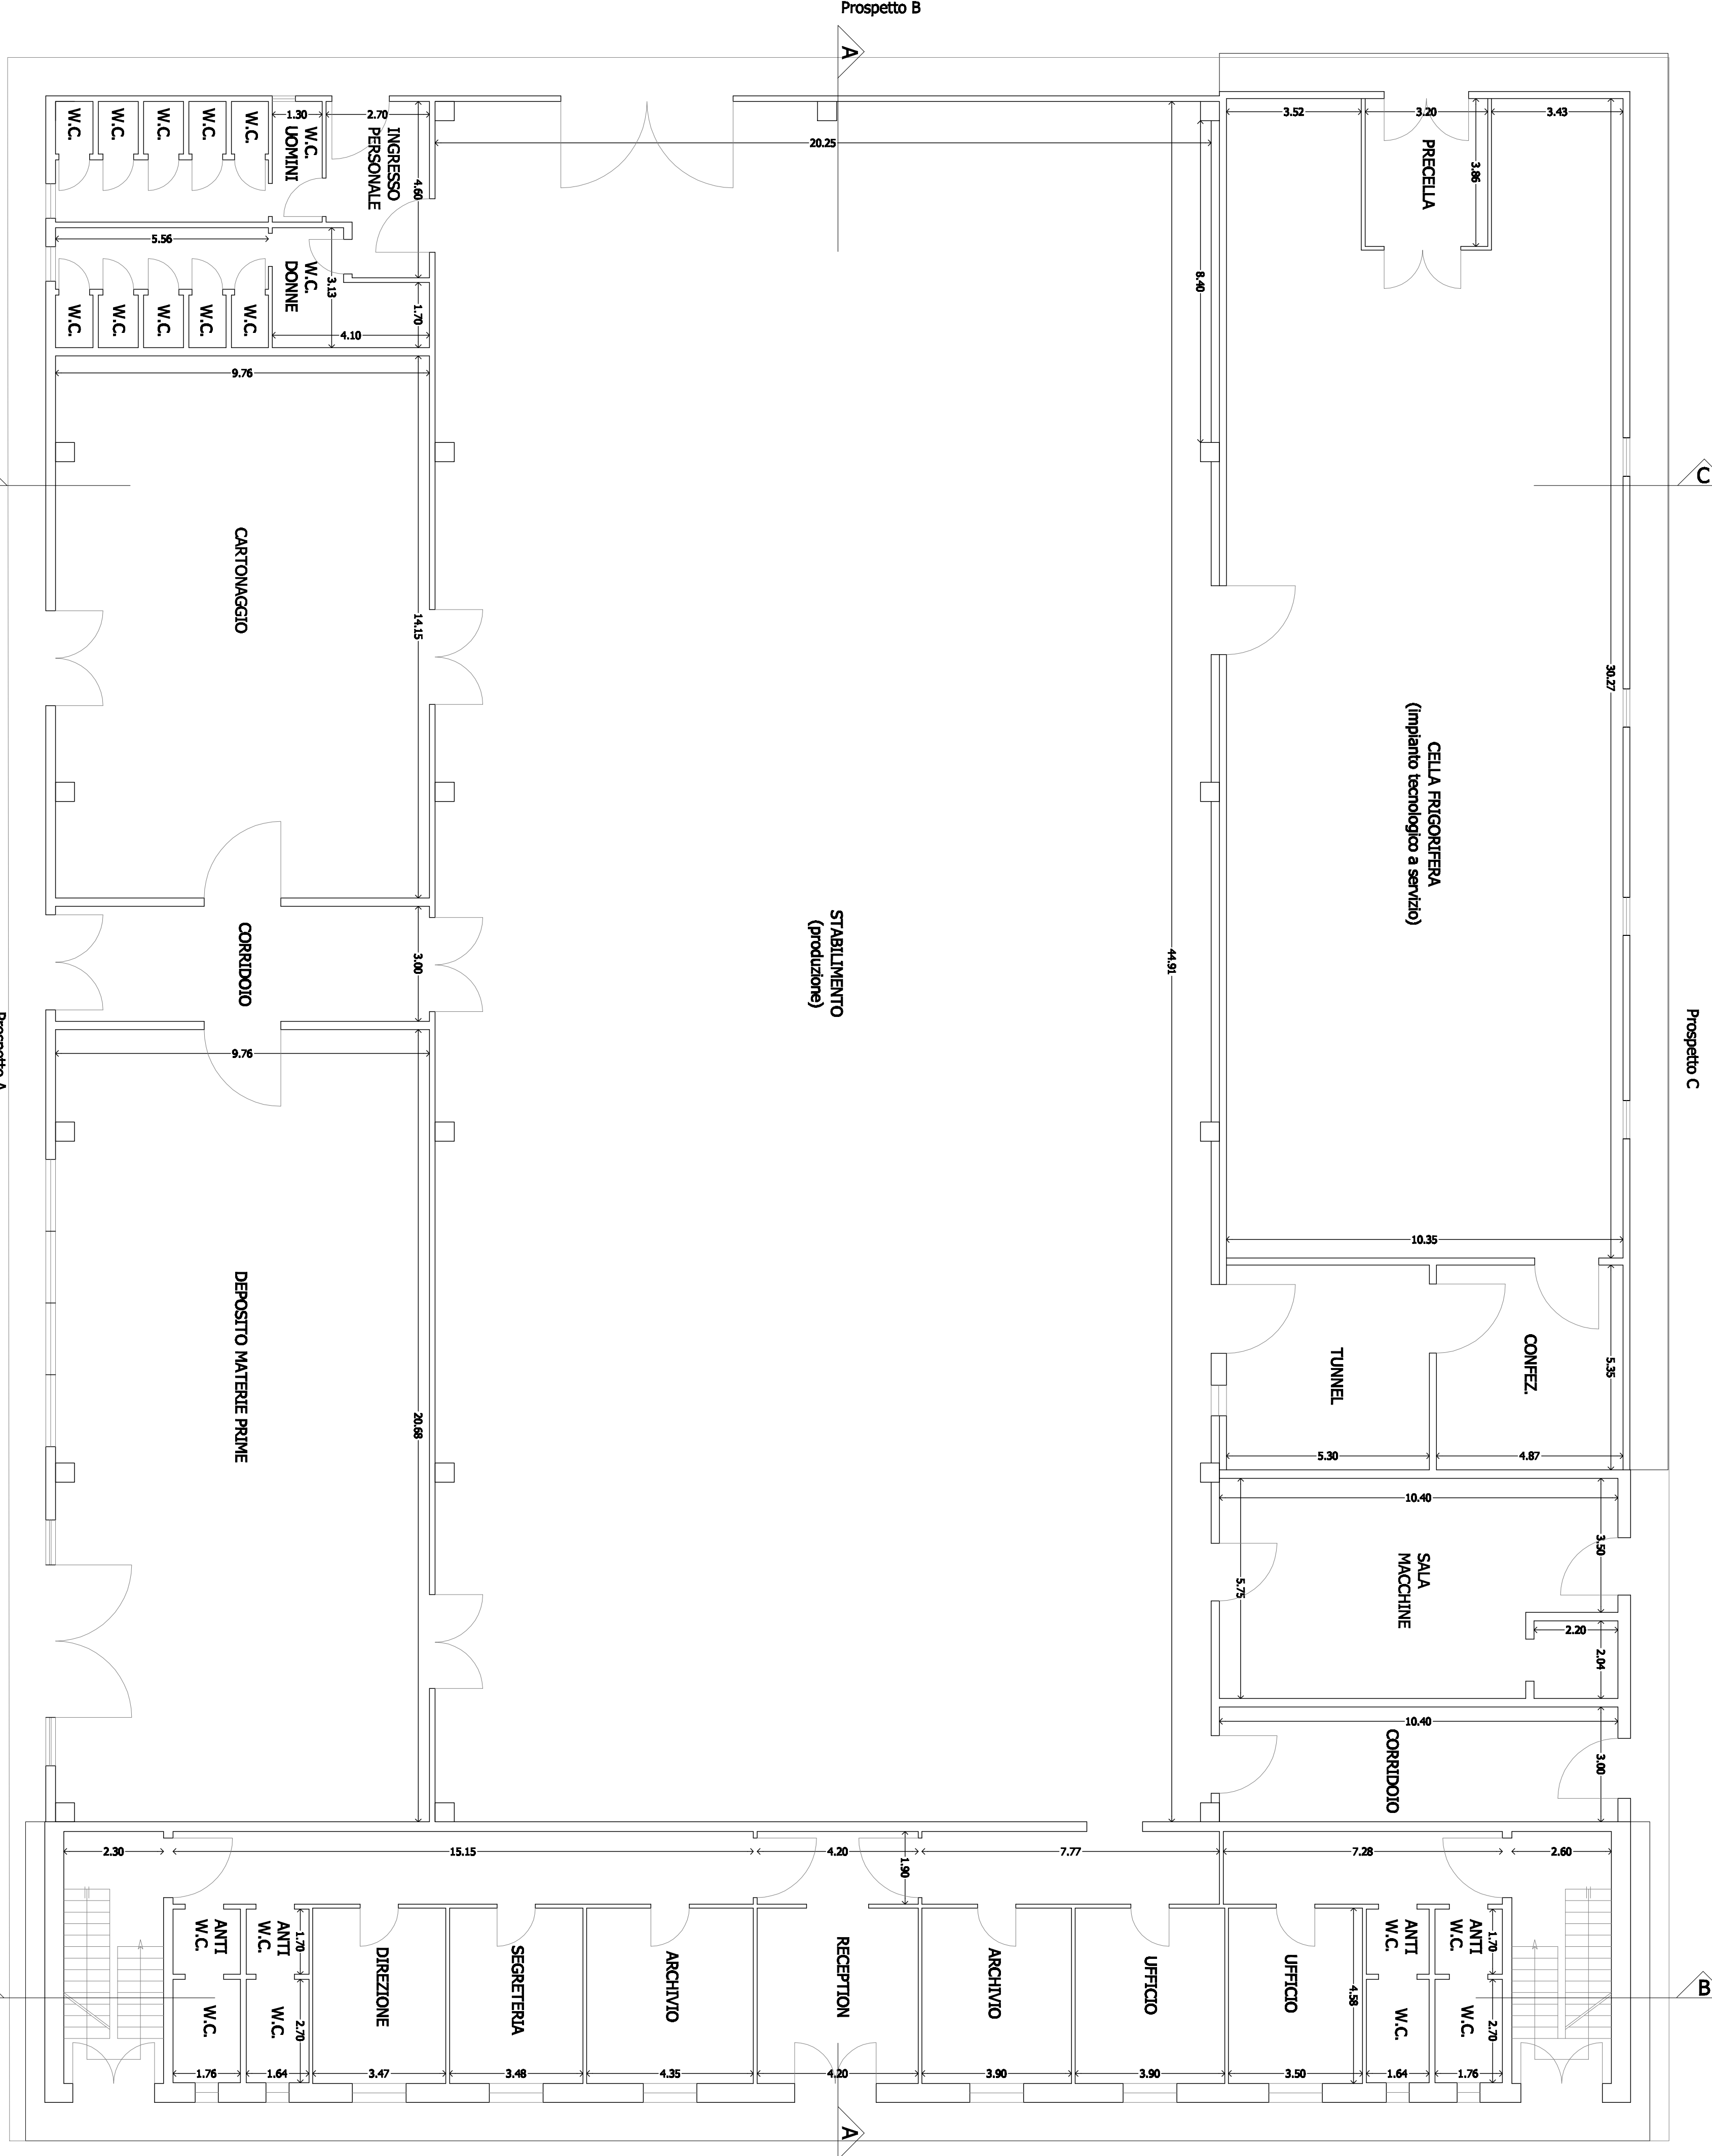 Prospetto B
A
W.C.
W.C.
W.C.
W.C.
W.C.
1.30
W.C.
UOMINI
2.70
INGRESSO
PERSONALE
4.60
20.25
8.40
3.52
3.20
3.43
PRECELLA
3.86
5.56
W.C.
DONNE
3.13
1.70
W.C.
W.C.
W.C.
W.C.
W.C.
4.10
9.76
C
CARTONAGGIO
14.15
30.27
CELLA FRIGORIFERA
(impianto tecnologico a servizio)
STABILIMENTO
(produzione)
44.91
CORRIDOIO
3.00
Prospetto A
Prospetto C
9.76
10.35
DEPOSITO MATERIE PRIME
20.68
TUNNEL
CONFEZ.
5.35
5.30
4.87
10.40
3.50
SALA
MACCHINE
5.75
2.20
2.04
10.40
CORRIDOIO
3.00
2.30
15.15
4.20
1.90
7.77
7.28
2.60
ANTI
W.C.
ANTI
W.C.
1.70
DIREZIONE
SEGRETERIA
ARCHIVIO
RECEPTION
ARCHIVIO
UFFICIO
UFFICIO
4.58
ANTI
W.C.
ANTI
W.C.
1.70
B
W.C.
W.C.
2.70
W.C.
W.C.
2.70
1.76
1.64
3.47
3.48
4.35
4.20
3.90
3.90
3.50
1.64
1.76
A